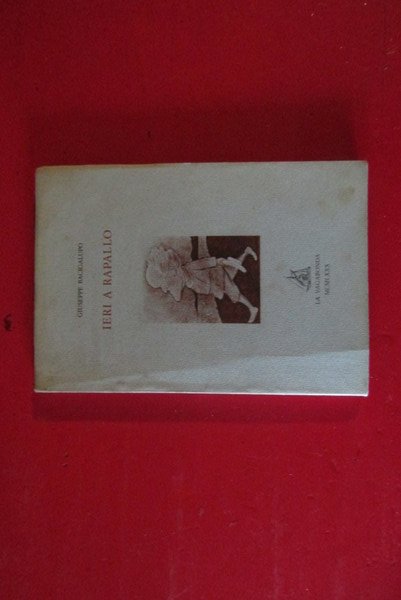 GIUSEPPE BACIGALUPO
IERI A RAPALLO
LA VAGABONDA
MCMLXXX